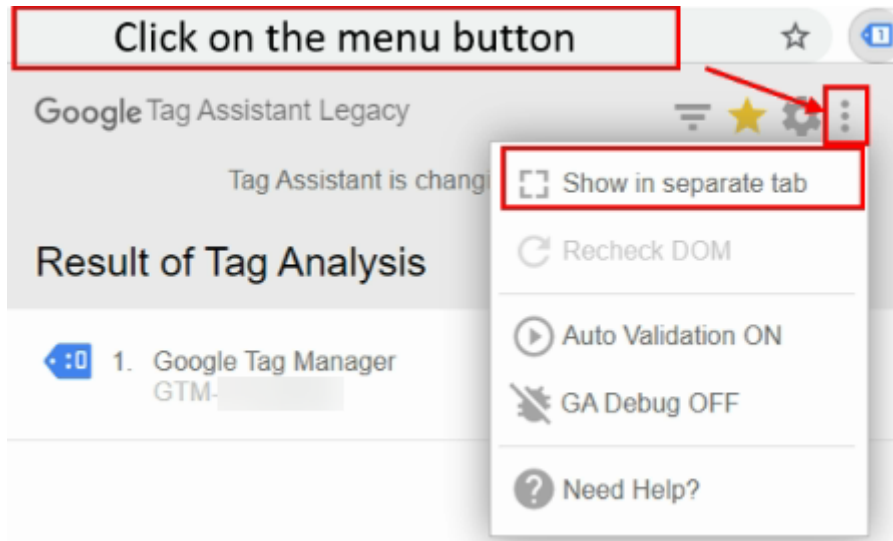 Click on the menu button
Google Tag Assistant Legacy
Tag Assistant is changi
Show in separate tab
Recheck DOM
Result of Tag Analysis
Auto Validation ON
1. Google Tag Manager
GTM-
GA Debug OFF
Need Help?